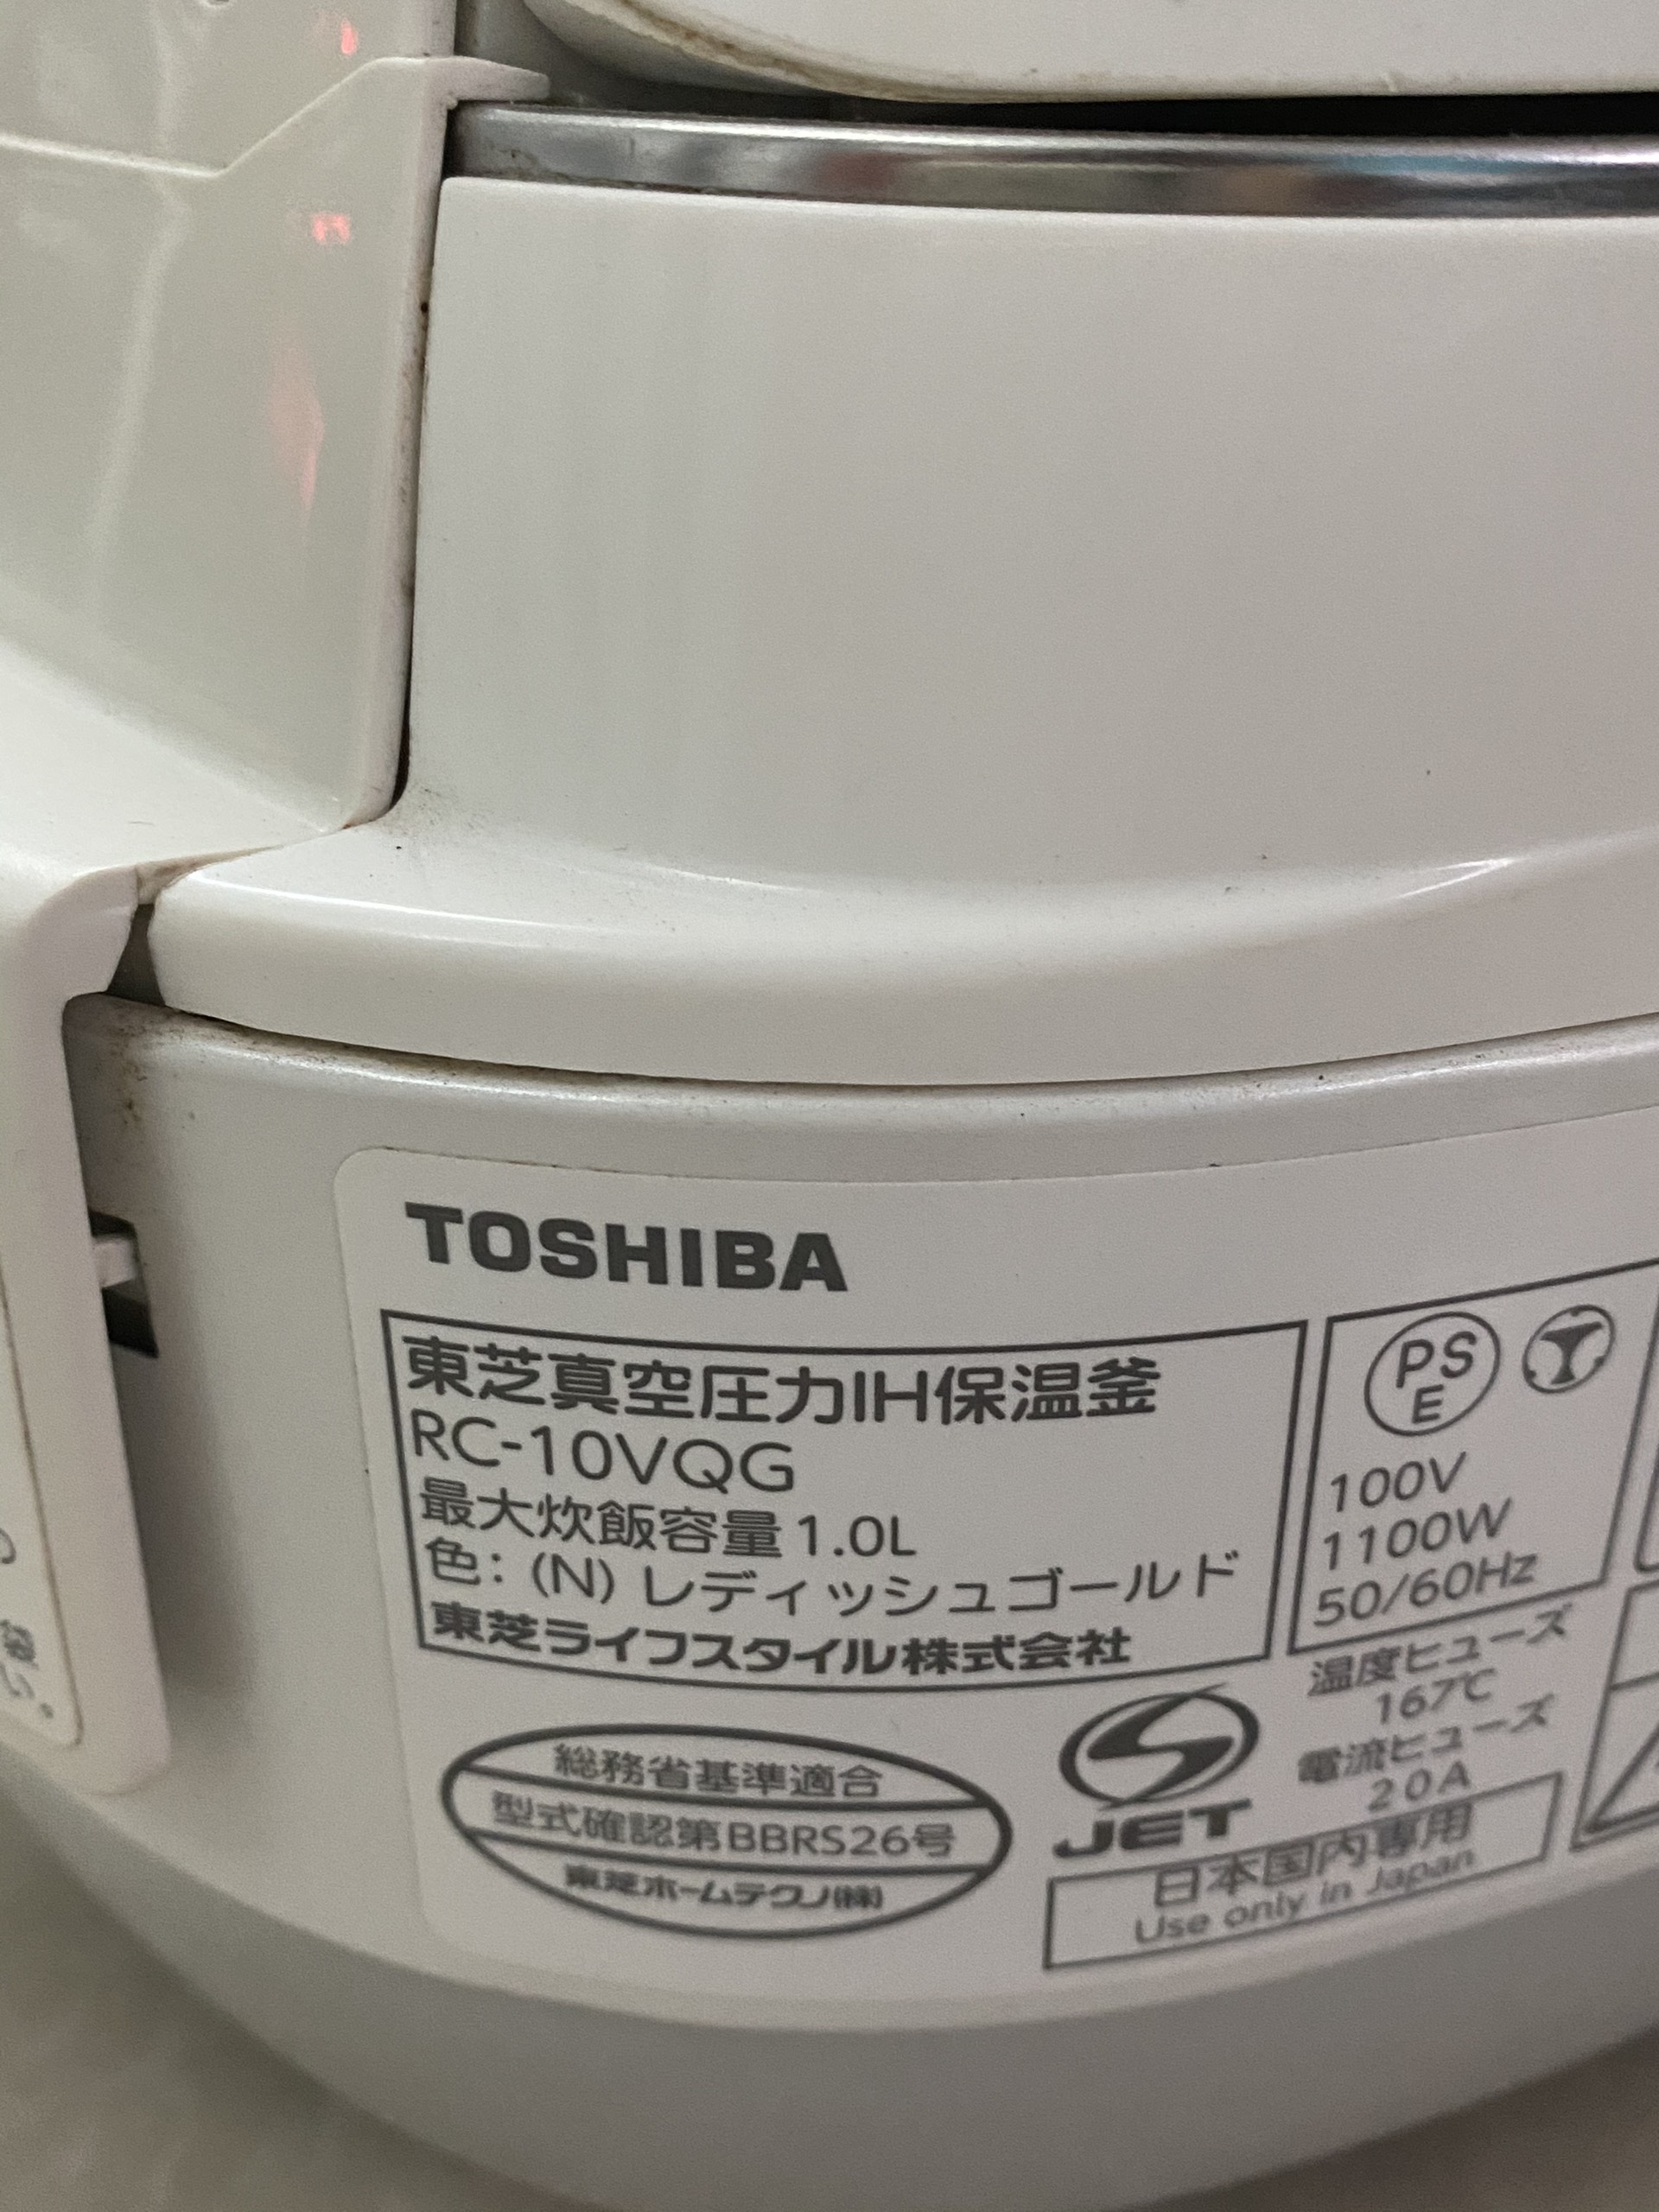 TOSHIBA
東芝真空圧力IH保温釜
RC-10VQG
最大炊飯容量 1.0L
色: (N) レディッシュゴールド
東芝ライフスタイル株式会社
PS
E
100V
1100W
50/60Hz
温度ヒューズ
167℃
電流ヒューズ
20A
総務省基準適合
型式確認第BBRS26号
東芝ホームテクノ(株)
JET
日本国内専用
Use only in Japan
の
袋
い。